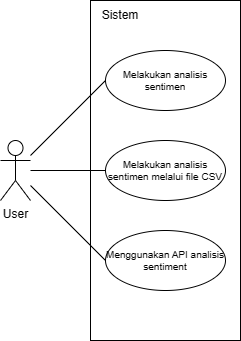 Sistem
Melakukan analisis
sentimen
Melakukan analisis
sentimen melalui file CSV
Menggunakan API analisis
sentiment
User